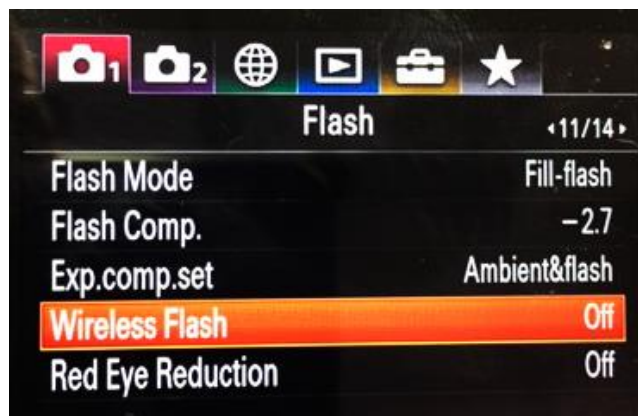 1 2
Flash 11/14
Flash Mode Fill-flash
Flash Comp. −2.7
Exp.comp.set Ambient&flash
Wireless Flash Off
Red Eye Reduction Off